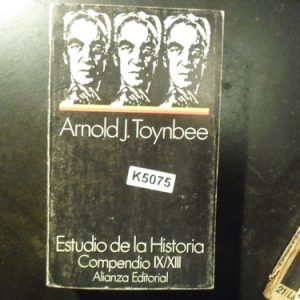 Arnold J. Toynbee
K5075
Estudio de la Historia
Compendio IX/XIII
Alianza Editorial